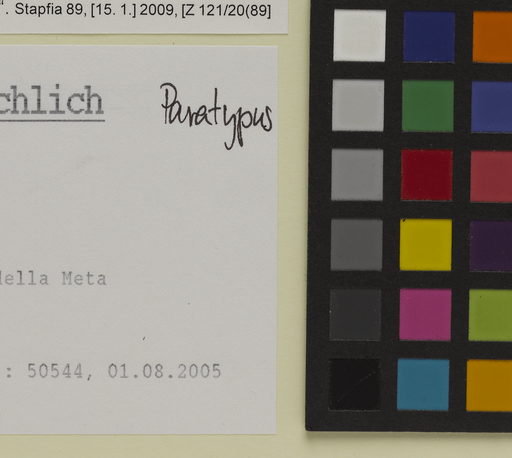 ". Stapfia 89, [15. 1.] 2009, [Z 121/20(89]
chlich Paratypus
della Meta
: 50544, 01.08.2005